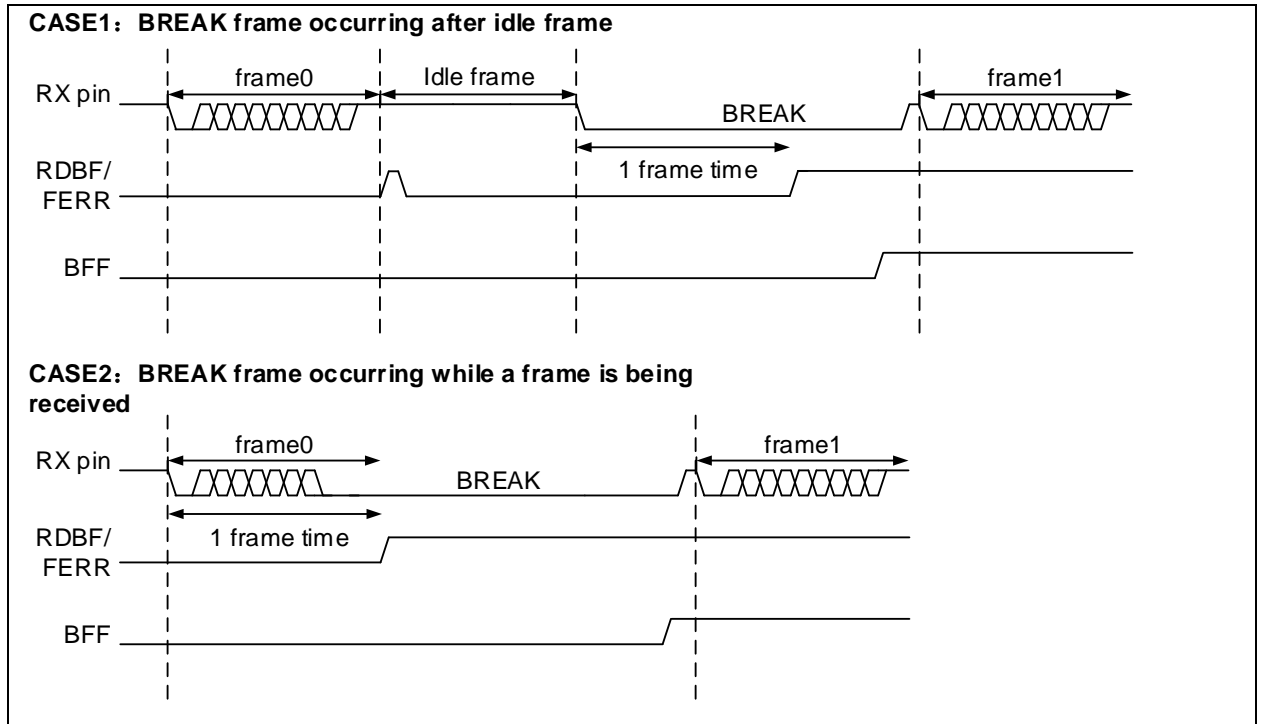 CASE1：BREAK frame occurring after idle frame
frame0
Idle frame
frame1
RX pin
BREAK
1 frame time
RDBF/
FERR
BFF
CASE2：BREAK frame occurring while a frame is being
received
frame0
frame1
RX pin
BREAK
1 frame time
RDBF/
FERR
BFF